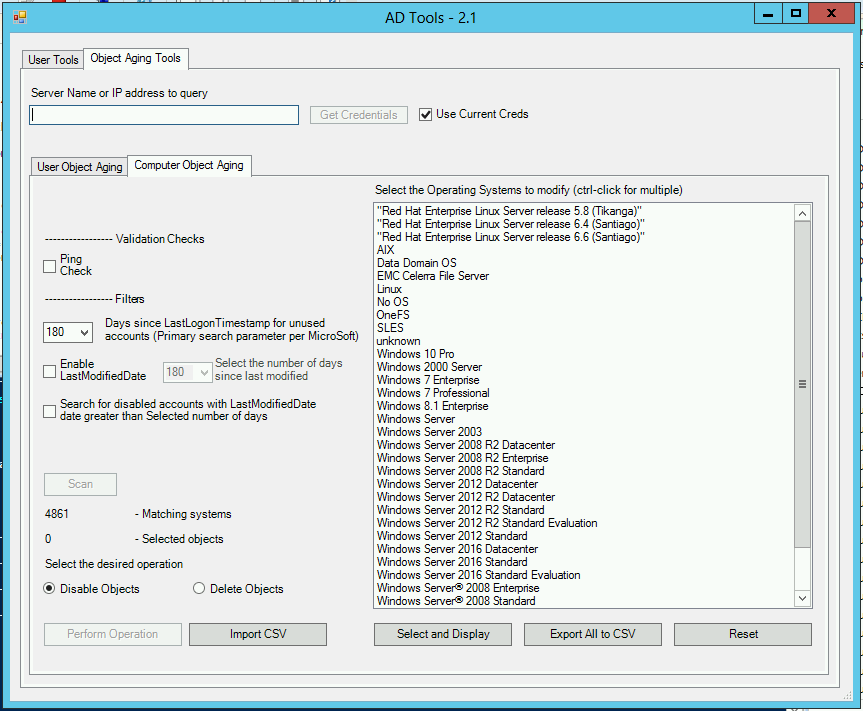 AD Tools - 2.1
User Tools
Object Aging Tools
Server Name or IP address to query
Get Credentials
Use Current Creds
User Object Aging
Computer Object Aging
Select the Operating Systems to modify (ctrl-click for multiple)
----------------- Validation Checks
Ping
Check
----------------- Filters
180
Days since LastLogonTimestamp for unused
accounts (Primary search parameter per MicroSoft)
Enable
LastModifiedDate
180
Select the number of days
since last modified
Search for disabled accounts with LastModifiedDate
date greater than Selected number of days
Scan
4861 - Matching systems
0 - Selected objects
Select the desired operation
Disable Objects
Delete Objects
Perform Operation
Import CSV
"Red Hat Enterprise Linux Server release 5.8 (Tikanga)"
"Red Hat Enterprise Linux Server release 6.4 (Santiago)"
"Red Hat Enterprise Linux Server release 6.6 (Santiago)"
AIX
Data Domain OS
EMC Celerra File Server
Linux
No OS
OneFS
SLES
unknown
Windows 10 Pro
Windows 2000 Server
Windows 7 Enterprise
Windows 7 Professional
Windows 8.1 Enterprise
Windows Server
Windows Server 2003
Windows Server 2008 R2 Datacenter
Windows Server 2008 R2 Enterprise
Windows Server 2008 R2 Standard
Windows Server 2012 Datacenter
Windows Server 2012 R2 Datacenter
Windows Server 2012 R2 Standard
Windows Server 2012 R2 Standard Evaluation
Windows Server 2012 Standard
Windows Server 2016 Datacenter
Windows Server 2016 Standard
Windows Server 2016 Standard Evaluation
Windows Server® 2008 Enterprise
Windows Server® 2008 Standard
Select and Display
Export All to CSV
Reset